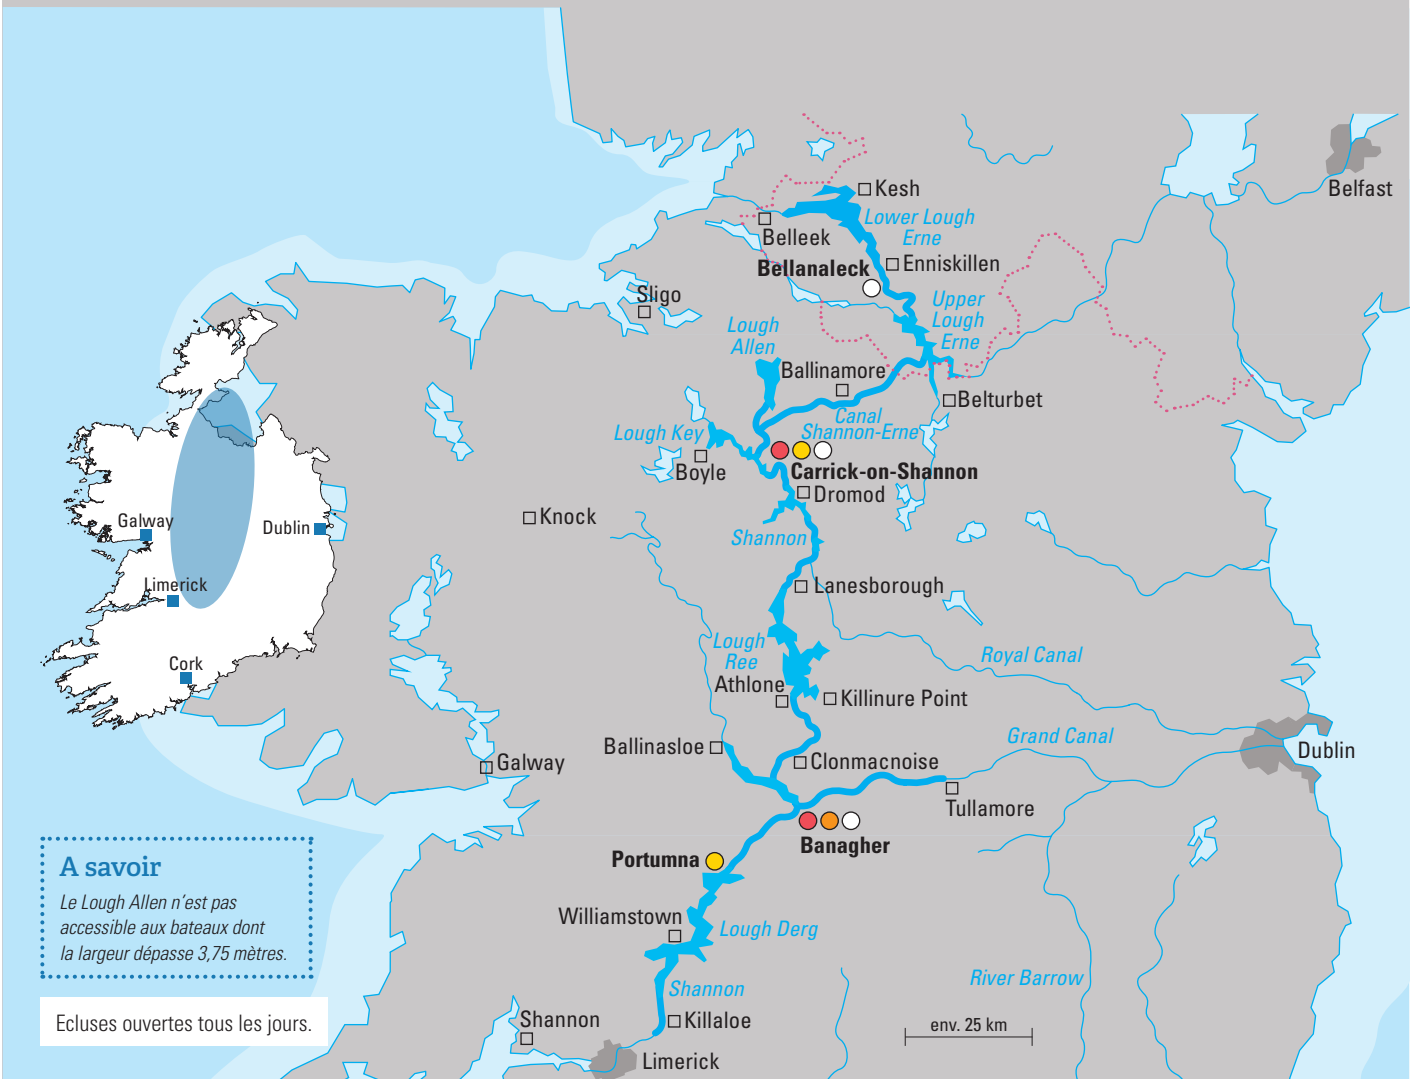 Belfast
Kesh
Lower Lough
Erne
Belleek
Enniskillen
Bellanaleck
Sligo
Upper
Lough
Erne
Lough
Allen
Ballinamore
Belturbet
Canal
Shannon-Erne
Lough Key
Boyle
Carrick-on-Shannon
Dromod
Knock
Shannon
Galway
Dublin
Limerick
Cork
Lanesborough
Lough
Ree
Royal Canal
Athlone
Killinure Point
Grand Canal
Ballinasloe
Clonmacnoise
Dublin
Galway
Tullamore
Banagher
Portumna
Williamstown
Lough Derg
River Barrow
Shannon
Shannon
Killaloe
Limerick
env. 25 km
A savoir
Le Lough Allen n'est pas
accessible aux bateaux dont
la largeur dépasse 3,75 mètres.
Ecluses ouvertes tous les jours.